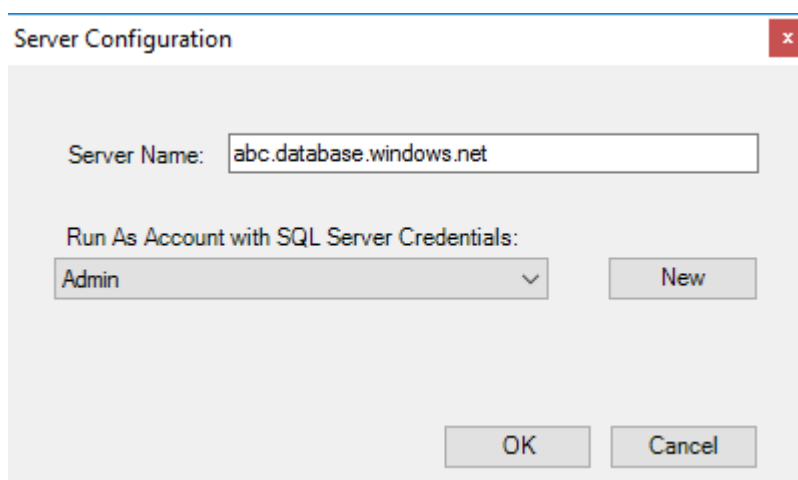 Server Configuration
x
Server Name: abc.database.windows.net
Run As Account with SQL Server Credentials:
Admin New
OK Cancel